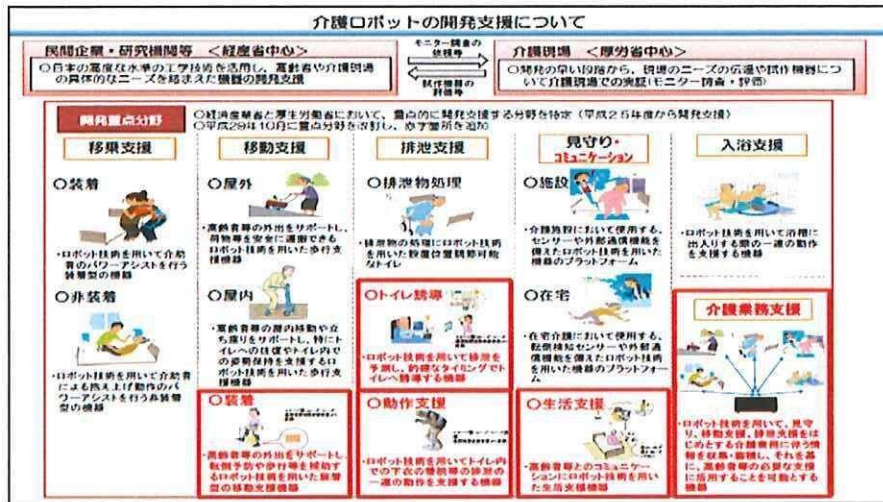 介護ロボットの開発支援について
民間企業・研究機関等 <経産省中心>
○日本の高度な水準の工学技術を活用し、高齢者や介護現場
の具体的なニーズを踏まえた機器の開発支援
モニター調査の
依頼等
試作機器の
評価等
介護現場 <厚労省中心>
○開発の早い段階から、現場のニーズの伝達や試作機器につ
いて介護現場での実証(モニター調査・評価)
開発重点分野
○経済産業省と厚生労働省において、重点的に開発支援する分野を特定(平成25年度から開発支援)
○平成29年10月に重点分野を改訂し、赤字箇所を追加
移乗支援
○装着
・ロボット技術を用いて介助
者のパワーアシストを行う
装着型の機器
○非装着
・ロボット技術を用いて介助者
による抱え上げ動作のパ
ワーアシストを行う非装着
型の機器
移動支援
○屋外
・高齢者等の外出をサポートし、
荷物等を安全に運搬できる
ロボット技術を用いた歩行支
援機器
○屋内
・高齢者等の屋内移動や立
ち座りをサポートし、特にト
イレへの往復やトイレ内で
の姿勢保持を支援するロ
ボット技術を用いた歩行支
援機器
○装着
・高齢者等の外出をサポートし、
転倒予防や歩行等を補助す
るロボット技術を用いた装着
型の移動支援機器
排泄支援
○排泄物処理
・排泄物の処理にロボット技術
を用いた設置位置調節可能な
トイレ
○トイレ誘導
・ロボット技術を用いて排泄を
予測し、的確なタイミングでト
イレへ誘導する機器
○動作支援
・ロボット技術を用いてトイレ内
での下衣の着脱等の排泄の
一連の動作を支援する機器
見守り・
コミュニケーション
○施設
・介護施設において使用する、
センサーや外部通信機能を
備えたロボット技術を用いた
機器のプラットフォーム
○在宅
・在宅介護において使用する、
転倒検知センサーや外部通
信機能を備えたロボット技術
を用いた機器のプラットフォー
ム
○生活支援
・高齢者等とのコミュニケー
ションにロボット技術を用い
た生活支援機器
入浴支援
・ロボット技術を用いて浴槽に
出入りする際の一連の動作
を支援する機器
介護業務支援
・ロボット技術を用いて、見守
り、移動支援、排泄支援をは
じめとする介護業務に伴う情
報を収集・蓄積し、それを基
に、高齢者等の必要な支援
に活用することを可能とする
機器